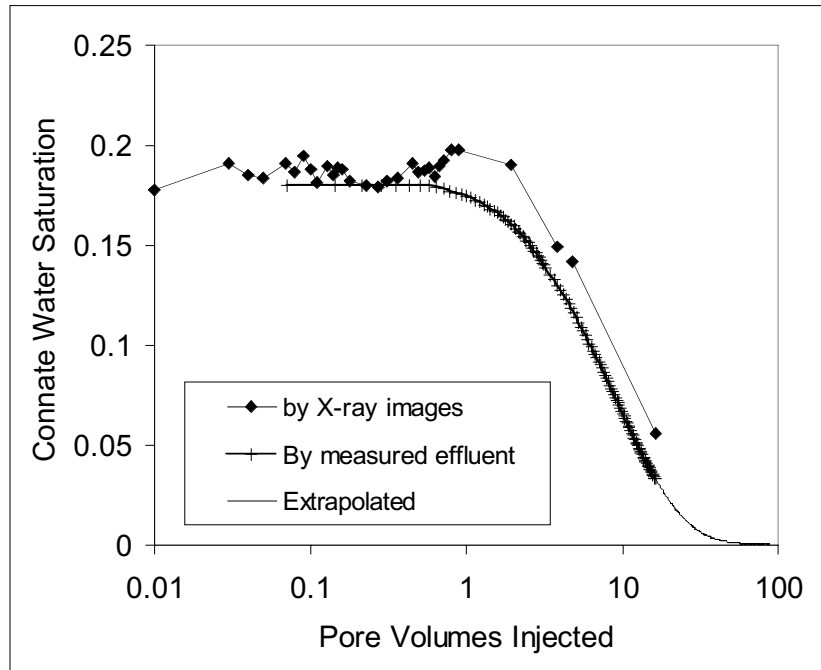 0.25
0.2
0.15
0.1
0.05
0
Connate Water Saturation
by X-ray images
By measured effluent
Extrapolated
0.01 0.1 1 10 100
Pore Volumes Injected